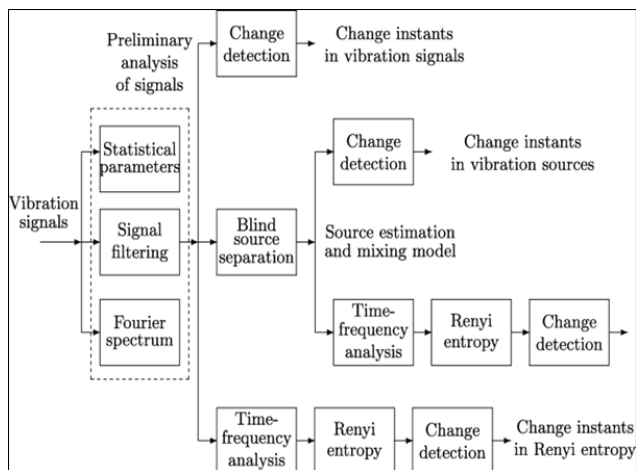 Preliminary
analysis
of signals
Change
detection
Change instants
in vibration signals
Statistical
parameters
Change
detection
Change instants
in vibration sources
Vibration
signals
Signal
filtering
Blind
source
separation
Source estimation
and mixing model
Fourier
spectrum
Time-
frequency
analysis
Renyi
entropy
Change
detection
Time-
frequency
analysis
Renyi
entropy
Change
detection
Change instants
in Renyi entropy